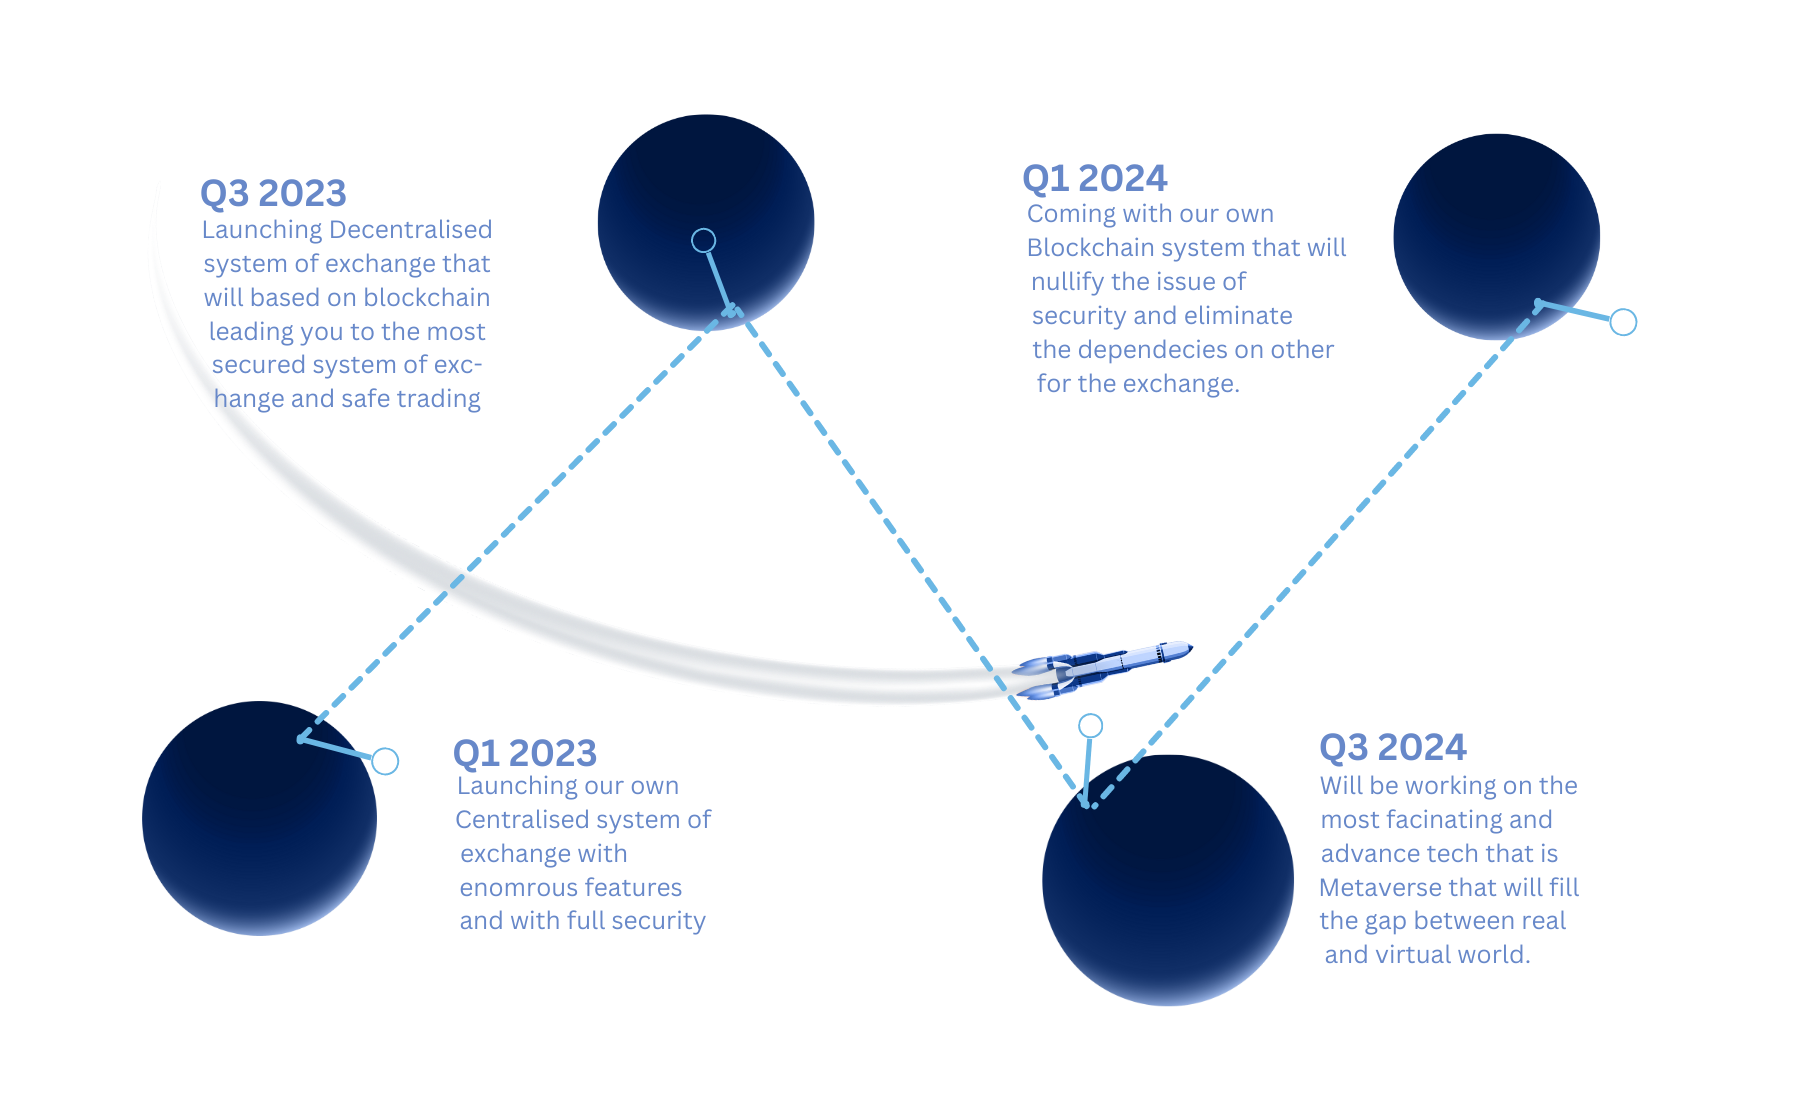 Q3 2023
Launching Decentralised
system of exchange that
will based on blockchain
leading you to the most
secured system of exc-
hange and safe trading
Q1 2024
Coming with our own
Blockchain system that will
nullify the issue of
security and eliminate
the dependecies on other
for the exchange.
Q1 2023
Launching our own
Centralised system of
exchange with
enomrous features
and with full security
Q3 2024
Will be working on the
most facinating and
advance tech that is
Metaverse that will fill
the gap between real
and virtual world.